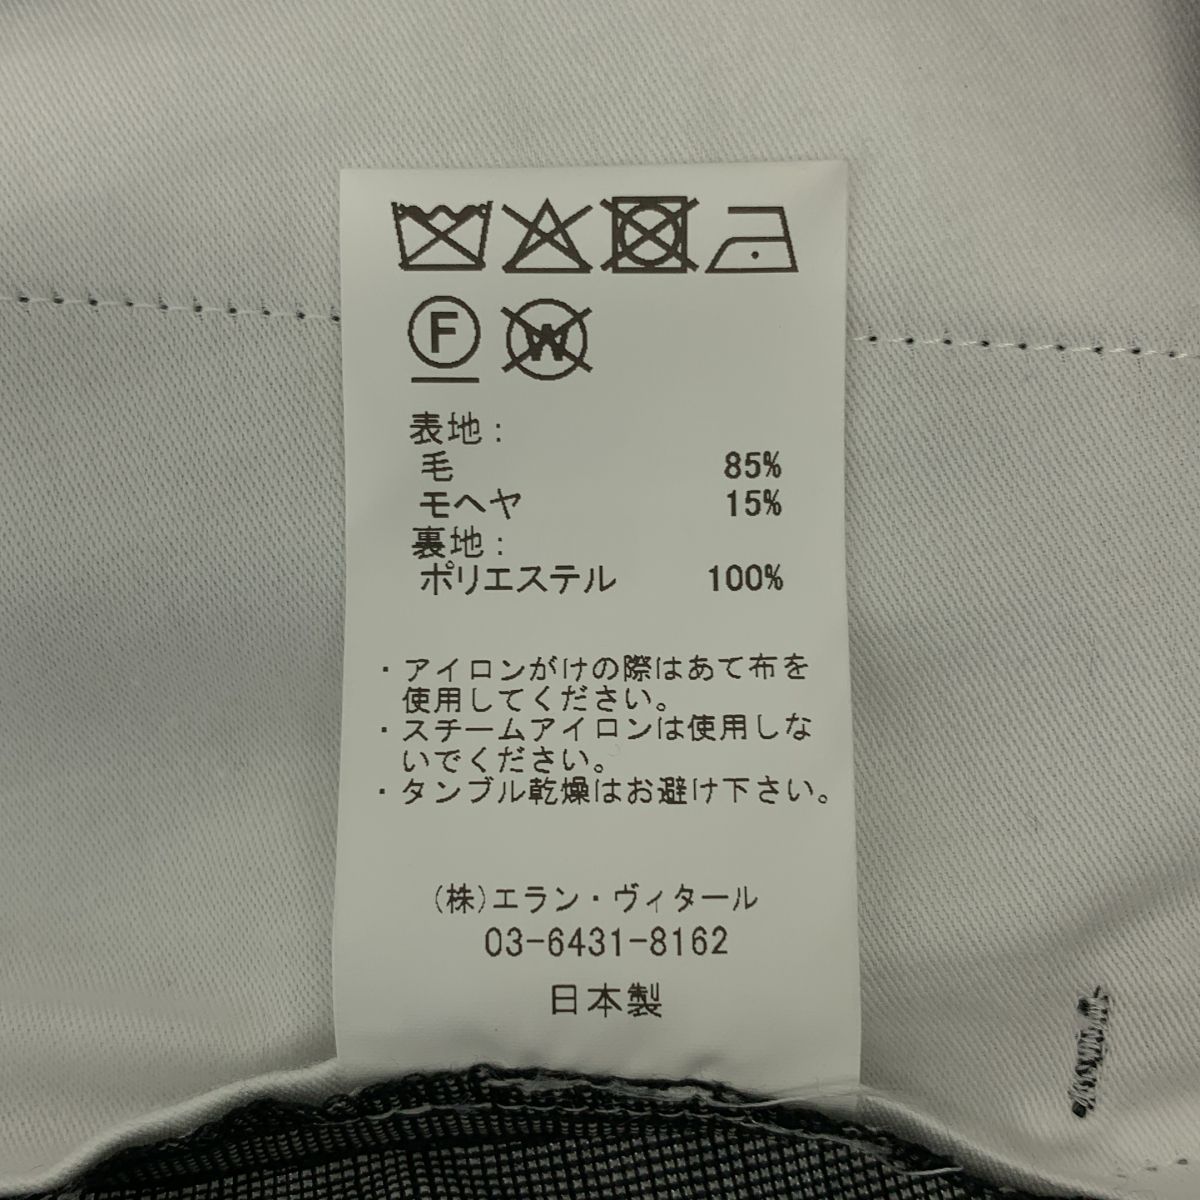 F W
表地：
毛 85%
モヘヤ 15%
裏地：
ポリエステル 100%
・アイロンがけの際はあて布を
使用してください。
・スチームアイロンは使用しな
いでください。
・タンブル乾燥はお避け下さい。
(株)エラン・ヴィタール
03-6431-8162
日本製